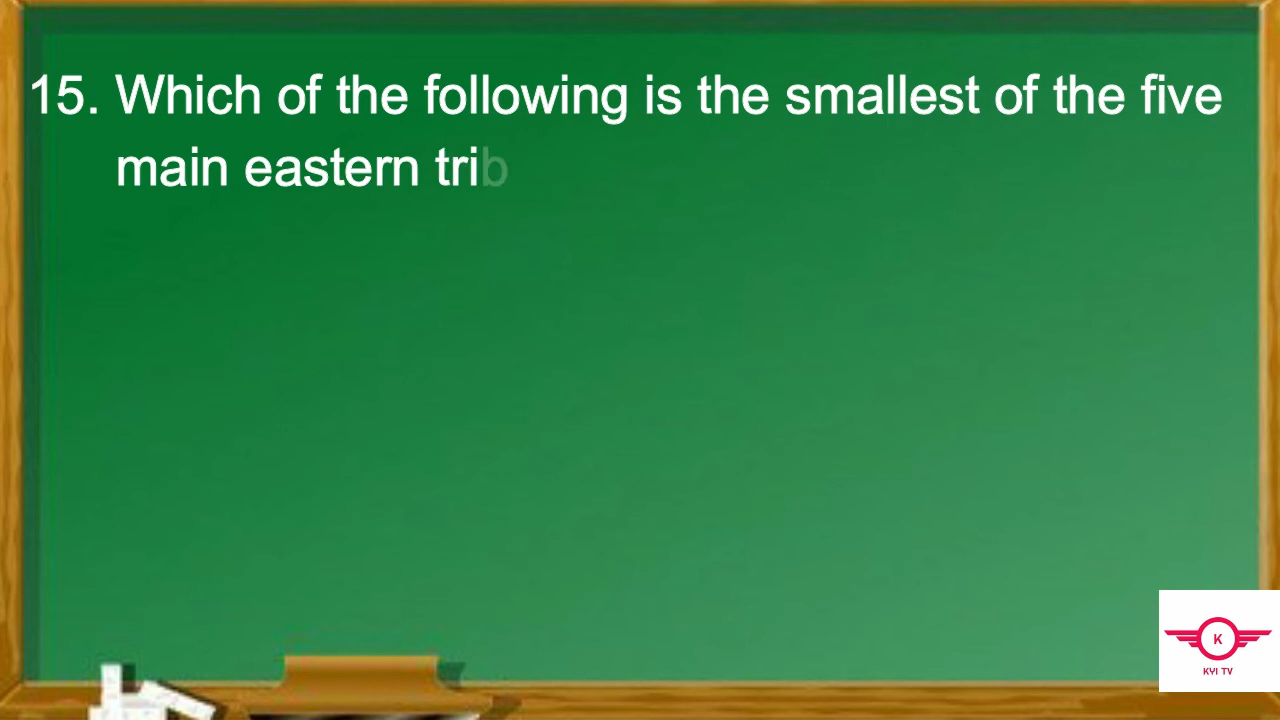 15. Which of the following is the smallest of the five
main eastern trib
K
KYI TV